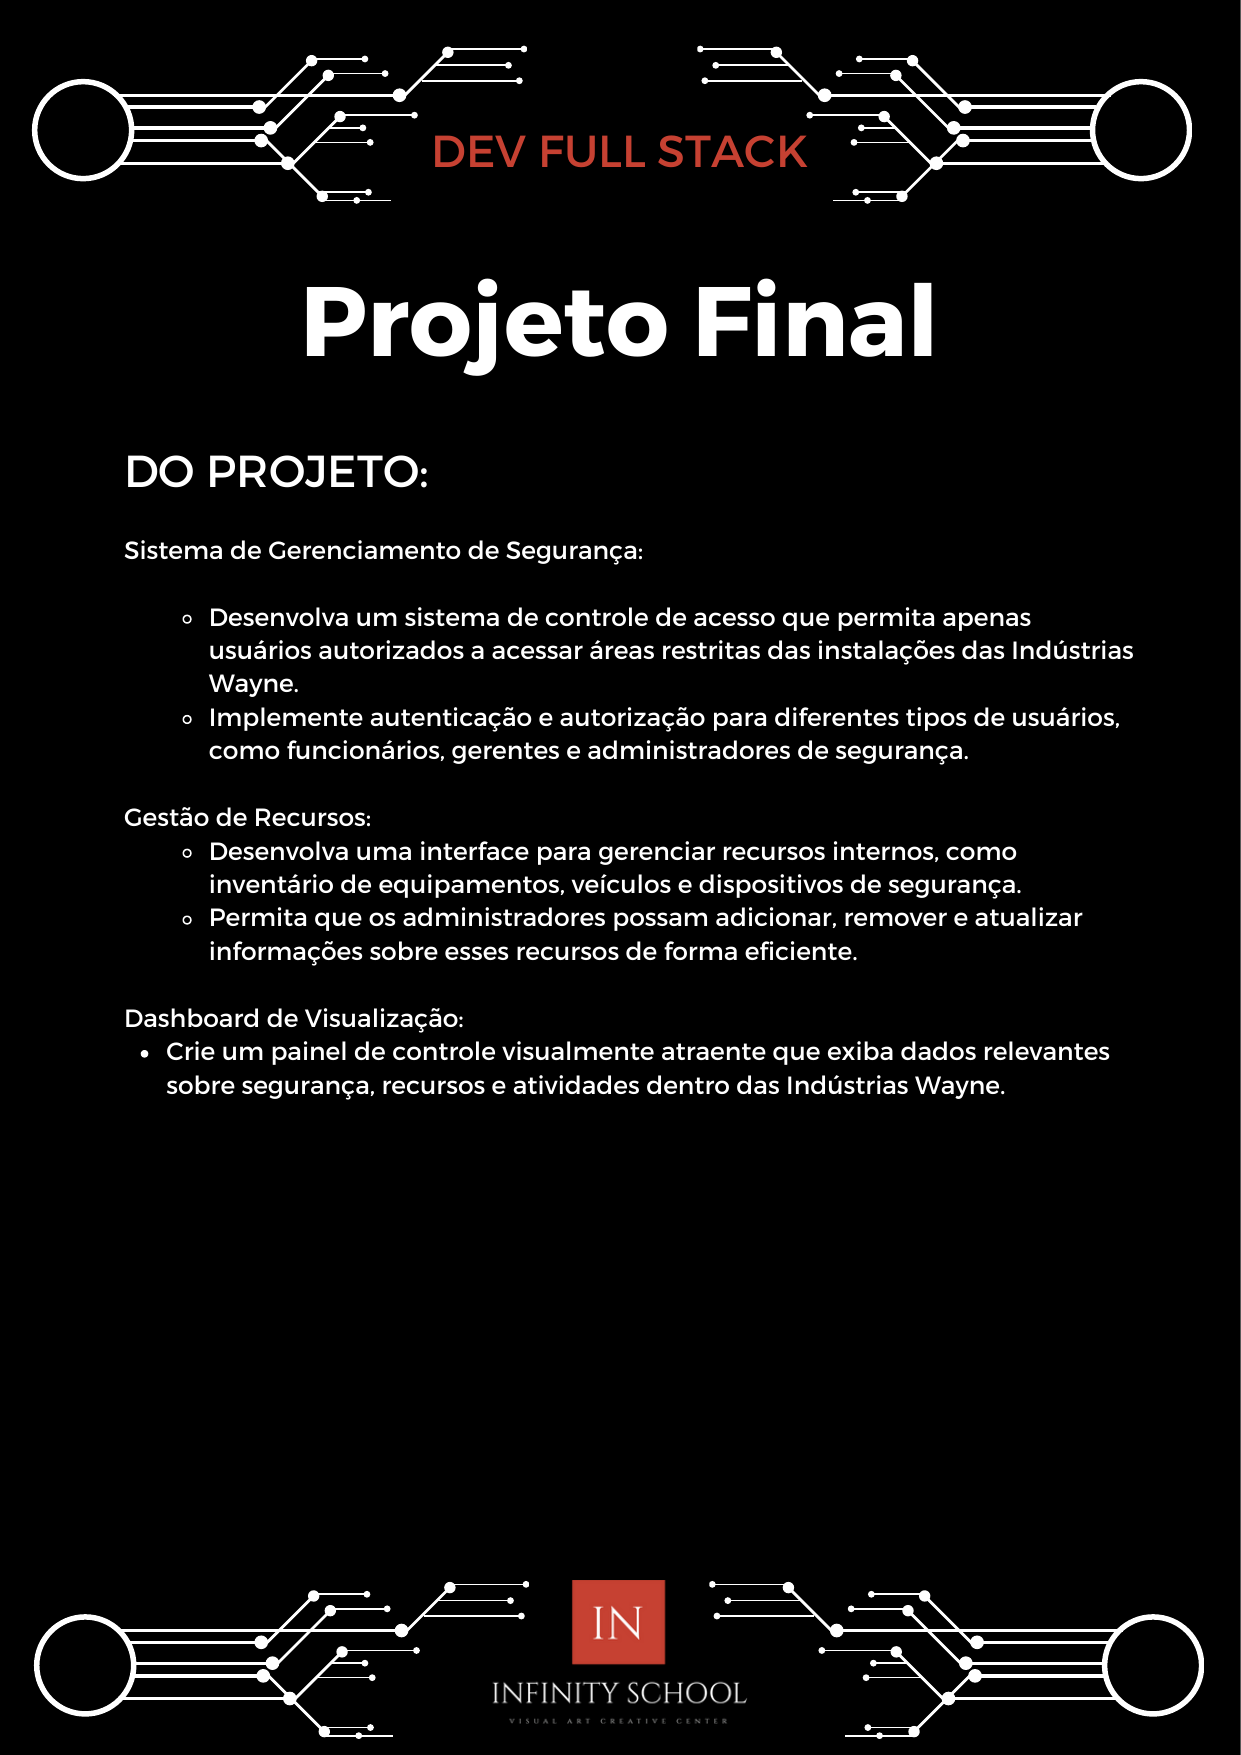 DEV FULL STACK
Projeto Final
DO PROJETO:
Sistema de Gerenciamento de Segurança:
Desenvolva um sistema de controle de acesso que permita apenas
usuários autorizados a acessar áreas restritas das instalações das Indústrias
Wayne.
Implemente autenticação e autorização para diferentes tipos de usuários,
como funcionários, gerentes e administradores de segurança.
Gestão de Recursos:
Desenvolva uma interface para gerenciar recursos internos, como
inventário de equipamentos, veículos e dispositivos de segurança.
Permita que os administradores possam adicionar, remover e atualizar
informações sobre esses recursos de forma eficiente.
Dashboard de Visualização:
Crie um painel de controle visualmente atraente que exiba dados relevantes
sobre segurança, recursos e atividades dentro das Indústrias Wayne.
IN
INFINITY SCHOOL
VISUAL ART CREATIVE CENTER